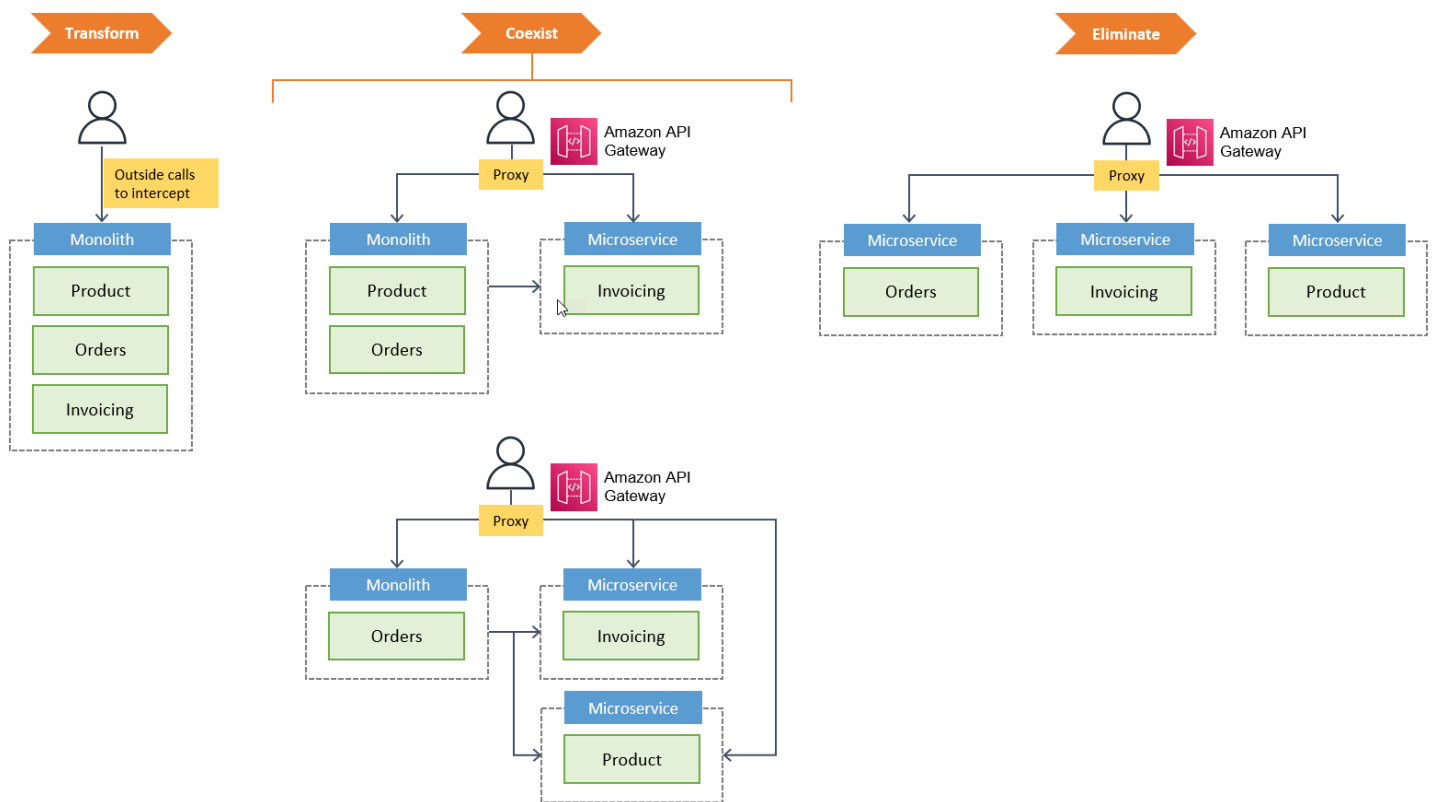 Transform
Coexist
Eliminate
Outside calls
to intercept
Monolith
Product
Orders
Invoicing
Amazon API
Gateway
Proxy
Monolith
Product
Orders
Microservice
Invoicing
Amazon API
Gateway
Proxy
Monolith
Orders
Microservice
Invoicing
Microservice
Product
Amazon API
Gateway
Proxy
Microservice
Orders
Microservice
Invoicing
Microservice
Product